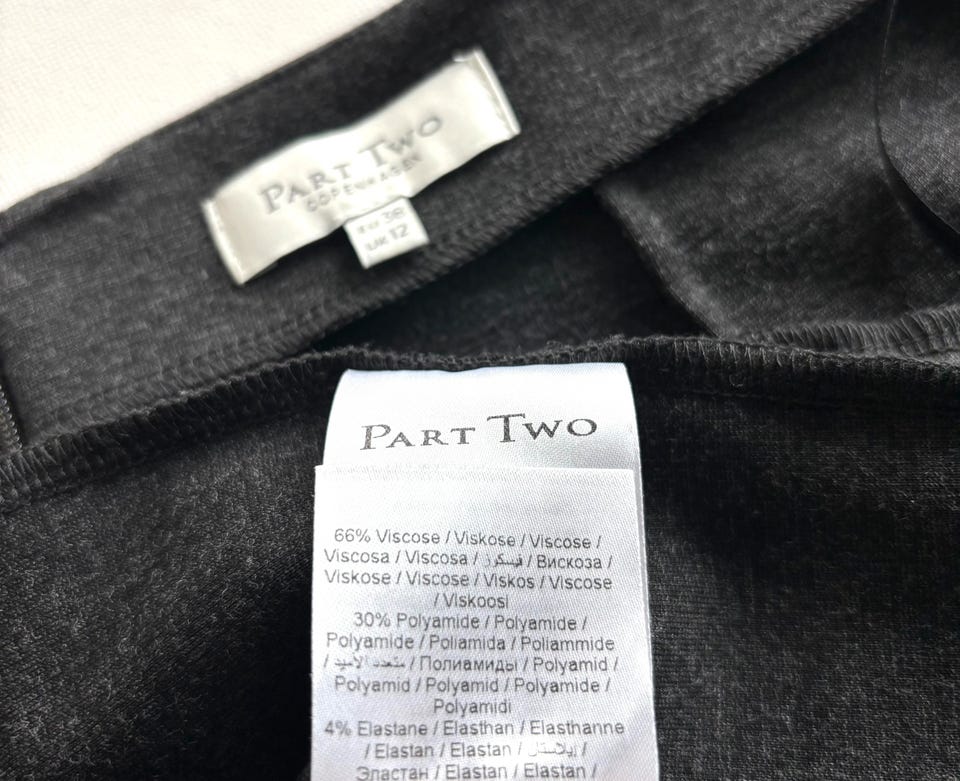 PART TWO
COPENHAGEN
EU 38
UK 12
PART TWO
66% Viscose / Viskose / Viscose /
Viscosa / Viscosa / فيسكوز / Вискоза /
Viskose / Viscose / Viskos / Viscose
/ Viskoosi
30% Polyamide / Polyamide /
Polyamide / Poliamida / Poliammide
/ متعدد الأميد / Полиамиды / Polyamid /
Polyamid / Polyamid / Polyamide /
Polyamidi
4% Elastane / Elasthan / Elasthanne
/ Elastan / Elastan / إيلاستان /
Эластан / Elastan / Elastan /